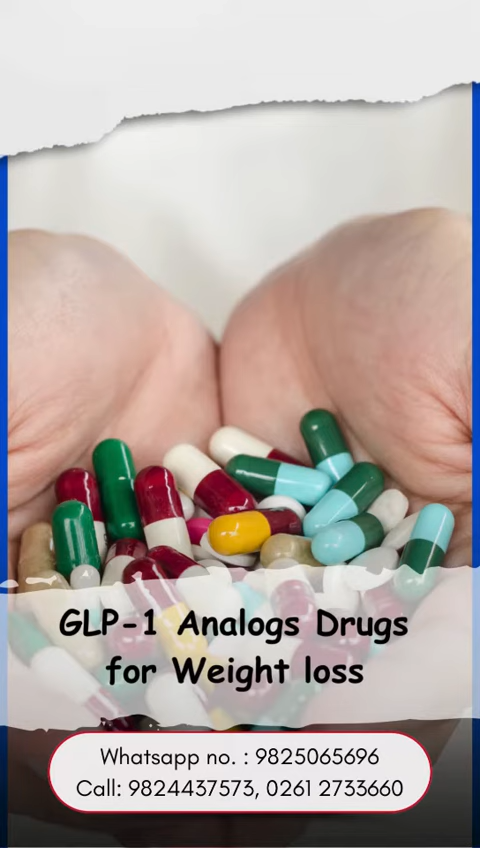 GLP-1 Analogs Drugs
for Weight loss
Whatsapp no. : 9825065696
Call: 9824437573, 0261 2733660